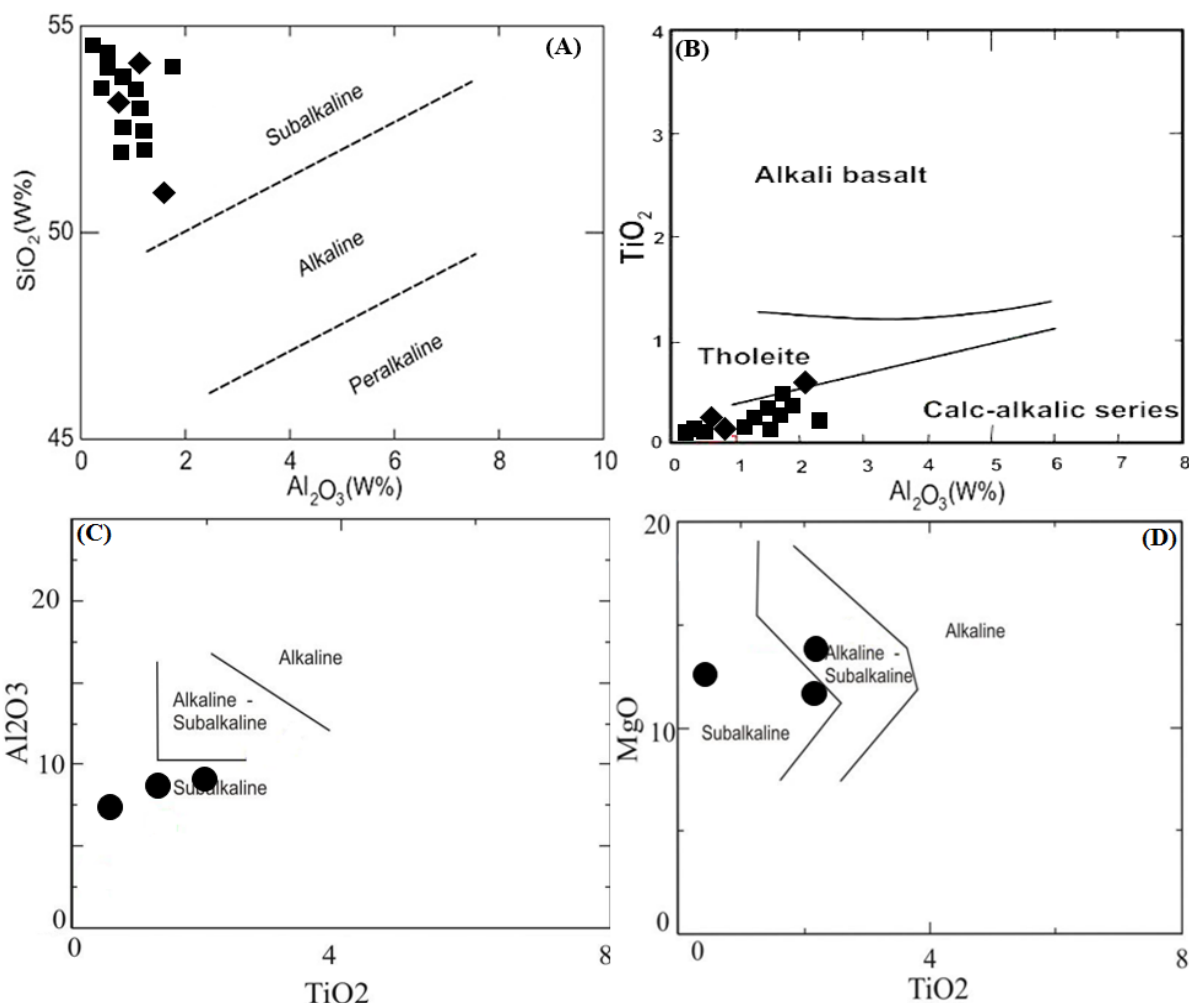 (A)
55
50
45
SiO2(W%)
Subalkaline
Alkaline
Peralkaline
0 2 4 6 8 10
Al2O3(W%)
(B)
4
3
2
1
0
TiO2
Alkali basalt
Tholeite
Calc-alkalic series
0 1 2 3 4 5 6 7 8
Al2O3(W%)
(C)
20
10
0
Al2O3
Alkaline
Alkaline -
Subalkaline
Subalkaline
0 4 8
TiO2
(D)
20
10
0
MgO
Alkaline
Alkaline -
Subalkaline
Subalkaline
0 4 8
TiO2